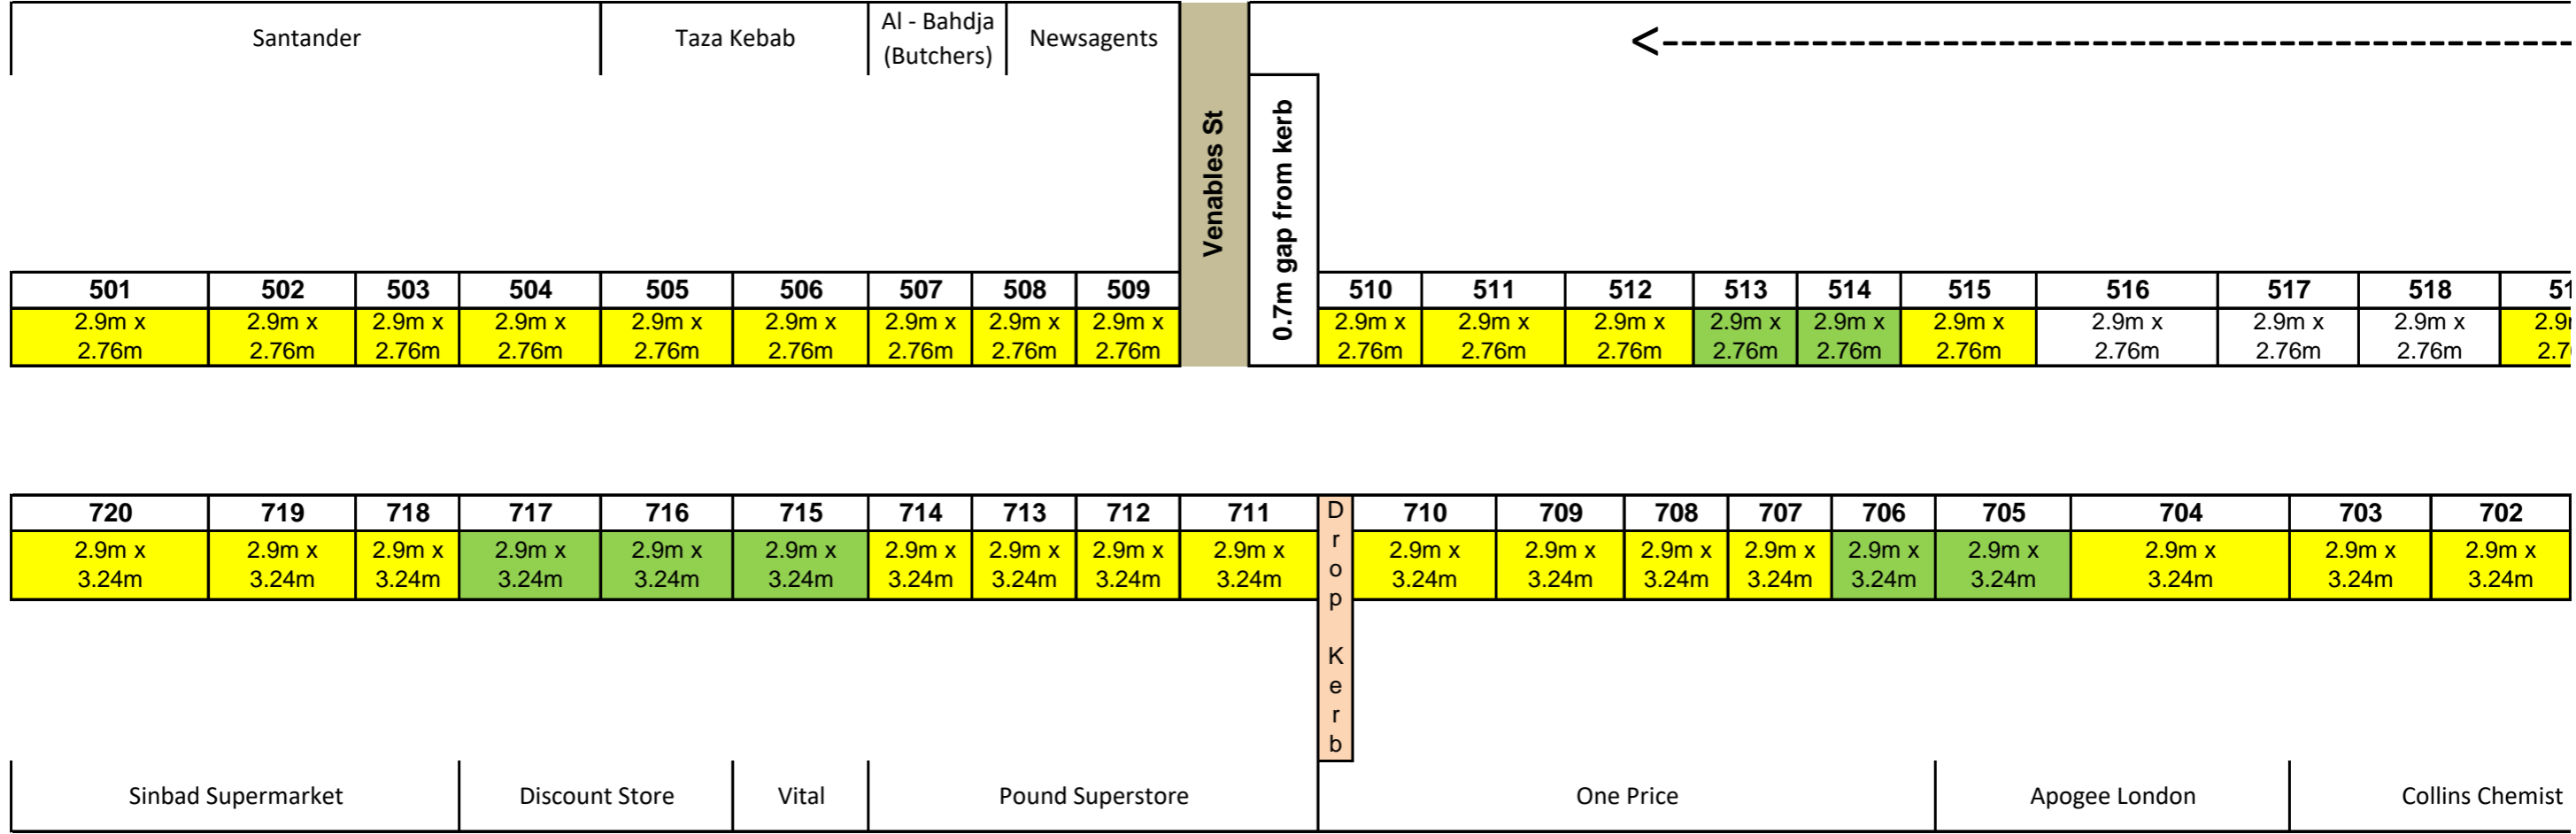 Santander Taza Kebab Al - Bahdja Newsagents <--------------------------------------------------
(Butchers)
Venables St
0.7m gap from kerb
501 502 503 504 505 506 507 508 509 510 511 512 513 514 515 516 517 518 51
2.9m x 2.9m x 2.9m x 2.9m x 2.9m x 2.9m x 2.9m x 2.9m x 2.9m x 2.9m x 2.9m x 2.9m x 2.9m x 2.9m x 2.9m x 2.9m x 2.9m x 2.9m x 2.9
2.76m 2.76m 2.76m 2.76m 2.76m 2.76m 2.76m 2.76m 2.76m 2.76m 2.76m 2.76m 2.76m 2.76m 2.76m 2.76m 2.76m 2.76m 2.7
720 719 718 717 716 715 714 713 712 711 710 709 708 707 706 705 704 703 702
2.9m x 2.9m x 2.9m x 2.9m x 2.9m x 2.9m x 2.9m x 2.9m x 2.9m x 2.9m x 2.9m x 2.9m x 2.9m x 2.9m x 2.9m x 2.9m x 2.9m x 2.9m x 2.9m x
3.24m 3.24m 3.24m 3.24m 3.24m 3.24m 3.24m 3.24m 3.24m 3.24m 3.24m 3.24m 3.24m 3.24m 3.24m 3.24m 3.24m 3.24m 3.24m
Drop Kerb
Sinbad Supermarket Discount Store Vital Pound Superstore One Price Apogee London Collins Chemist